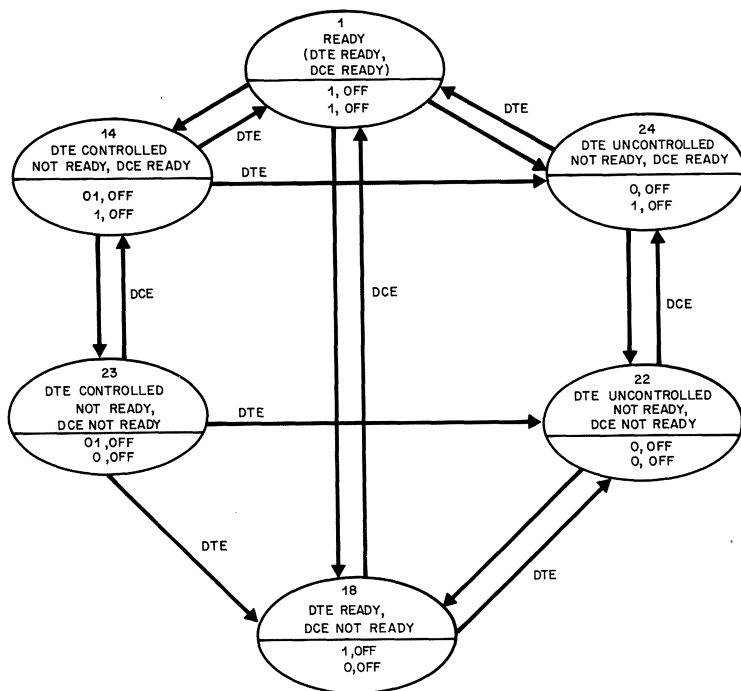 1
READY
(DTE READY,
DCE READY)
1, OFF
1, OFF
14
DTE CONTROLLED
NOT READY, DCE READY
01, OFF
1, OFF
DTE
DTE
DTE
24
DTE UNCONTROLLED
NOT READY, DCE READY
0, OFF
1, OFF
DCE
DCE
DCE
23
DTE CONTROLLED
NOT READY,
DCE NOT READY
01,OFF
0,OFF
DTE
22
DTE UNCONTROLLED
NOT READY,
DCE NOT READY
0, OFF
0, OFF
DTE
DTE
18
DTE READY,
DCE NOT READY
1,OFF
0,OFF